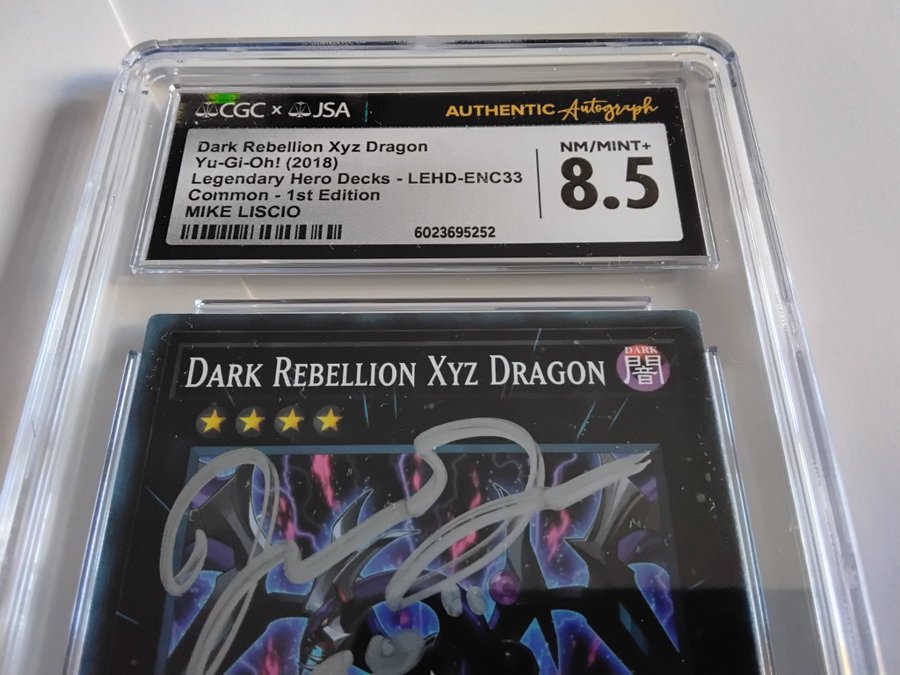 CGC x JSA
AUTHENTIC Autograph
Dark Rebellion Xyz Dragon
Yu-Gi-Oh! (2018)
Legendary Hero Decks - LEHD-ENC33
Common - 1st Edition
MIKE LISCIO
NM/MINT+
8.5
6023695252
DARK REBELLION XYZ DRAGON
DARK
闇